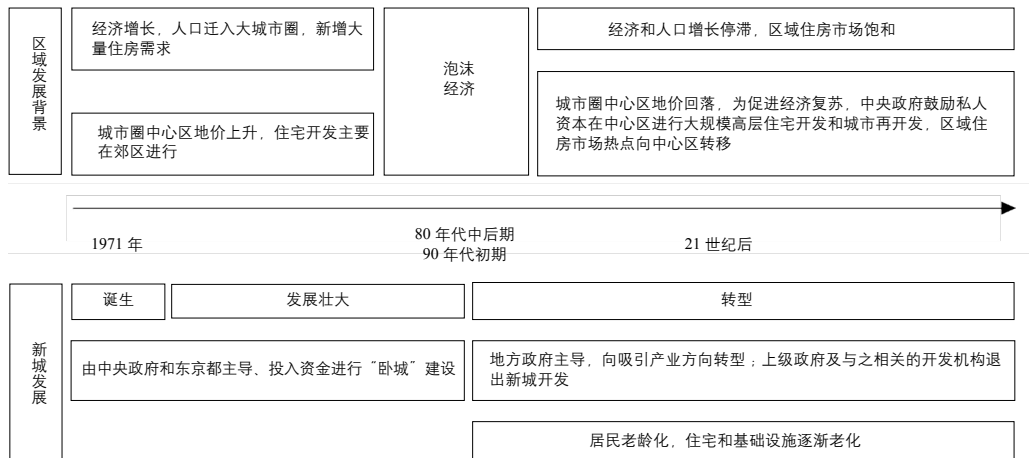 区域发展背景
经济增长，人口迁入大城市圈，新增大
量住房需求
城市圈中心区地价上升，住宅开发主要
在郊区进行
泡沫
经济
经济和人口增长停滞，区域住房市场饱和
城市圈中心区地价回落，为促进经济复苏，中央政府鼓励私人
资本在中心区进行大规模高层住宅开发和城市再开发，区域住
房市场热点向中心区转移
1971 年
80 年代中后期
90 年代初期
21 世纪后
新城发展
诞生
发展壮大
转型
由中央政府和东京都主导、投入资金进行“卧城”建设
地方政府主导，向吸引产业方向转型；上级政府及与之相关的开发机构退
出新城开发
居民老龄化，住宅和基础设施逐渐老化